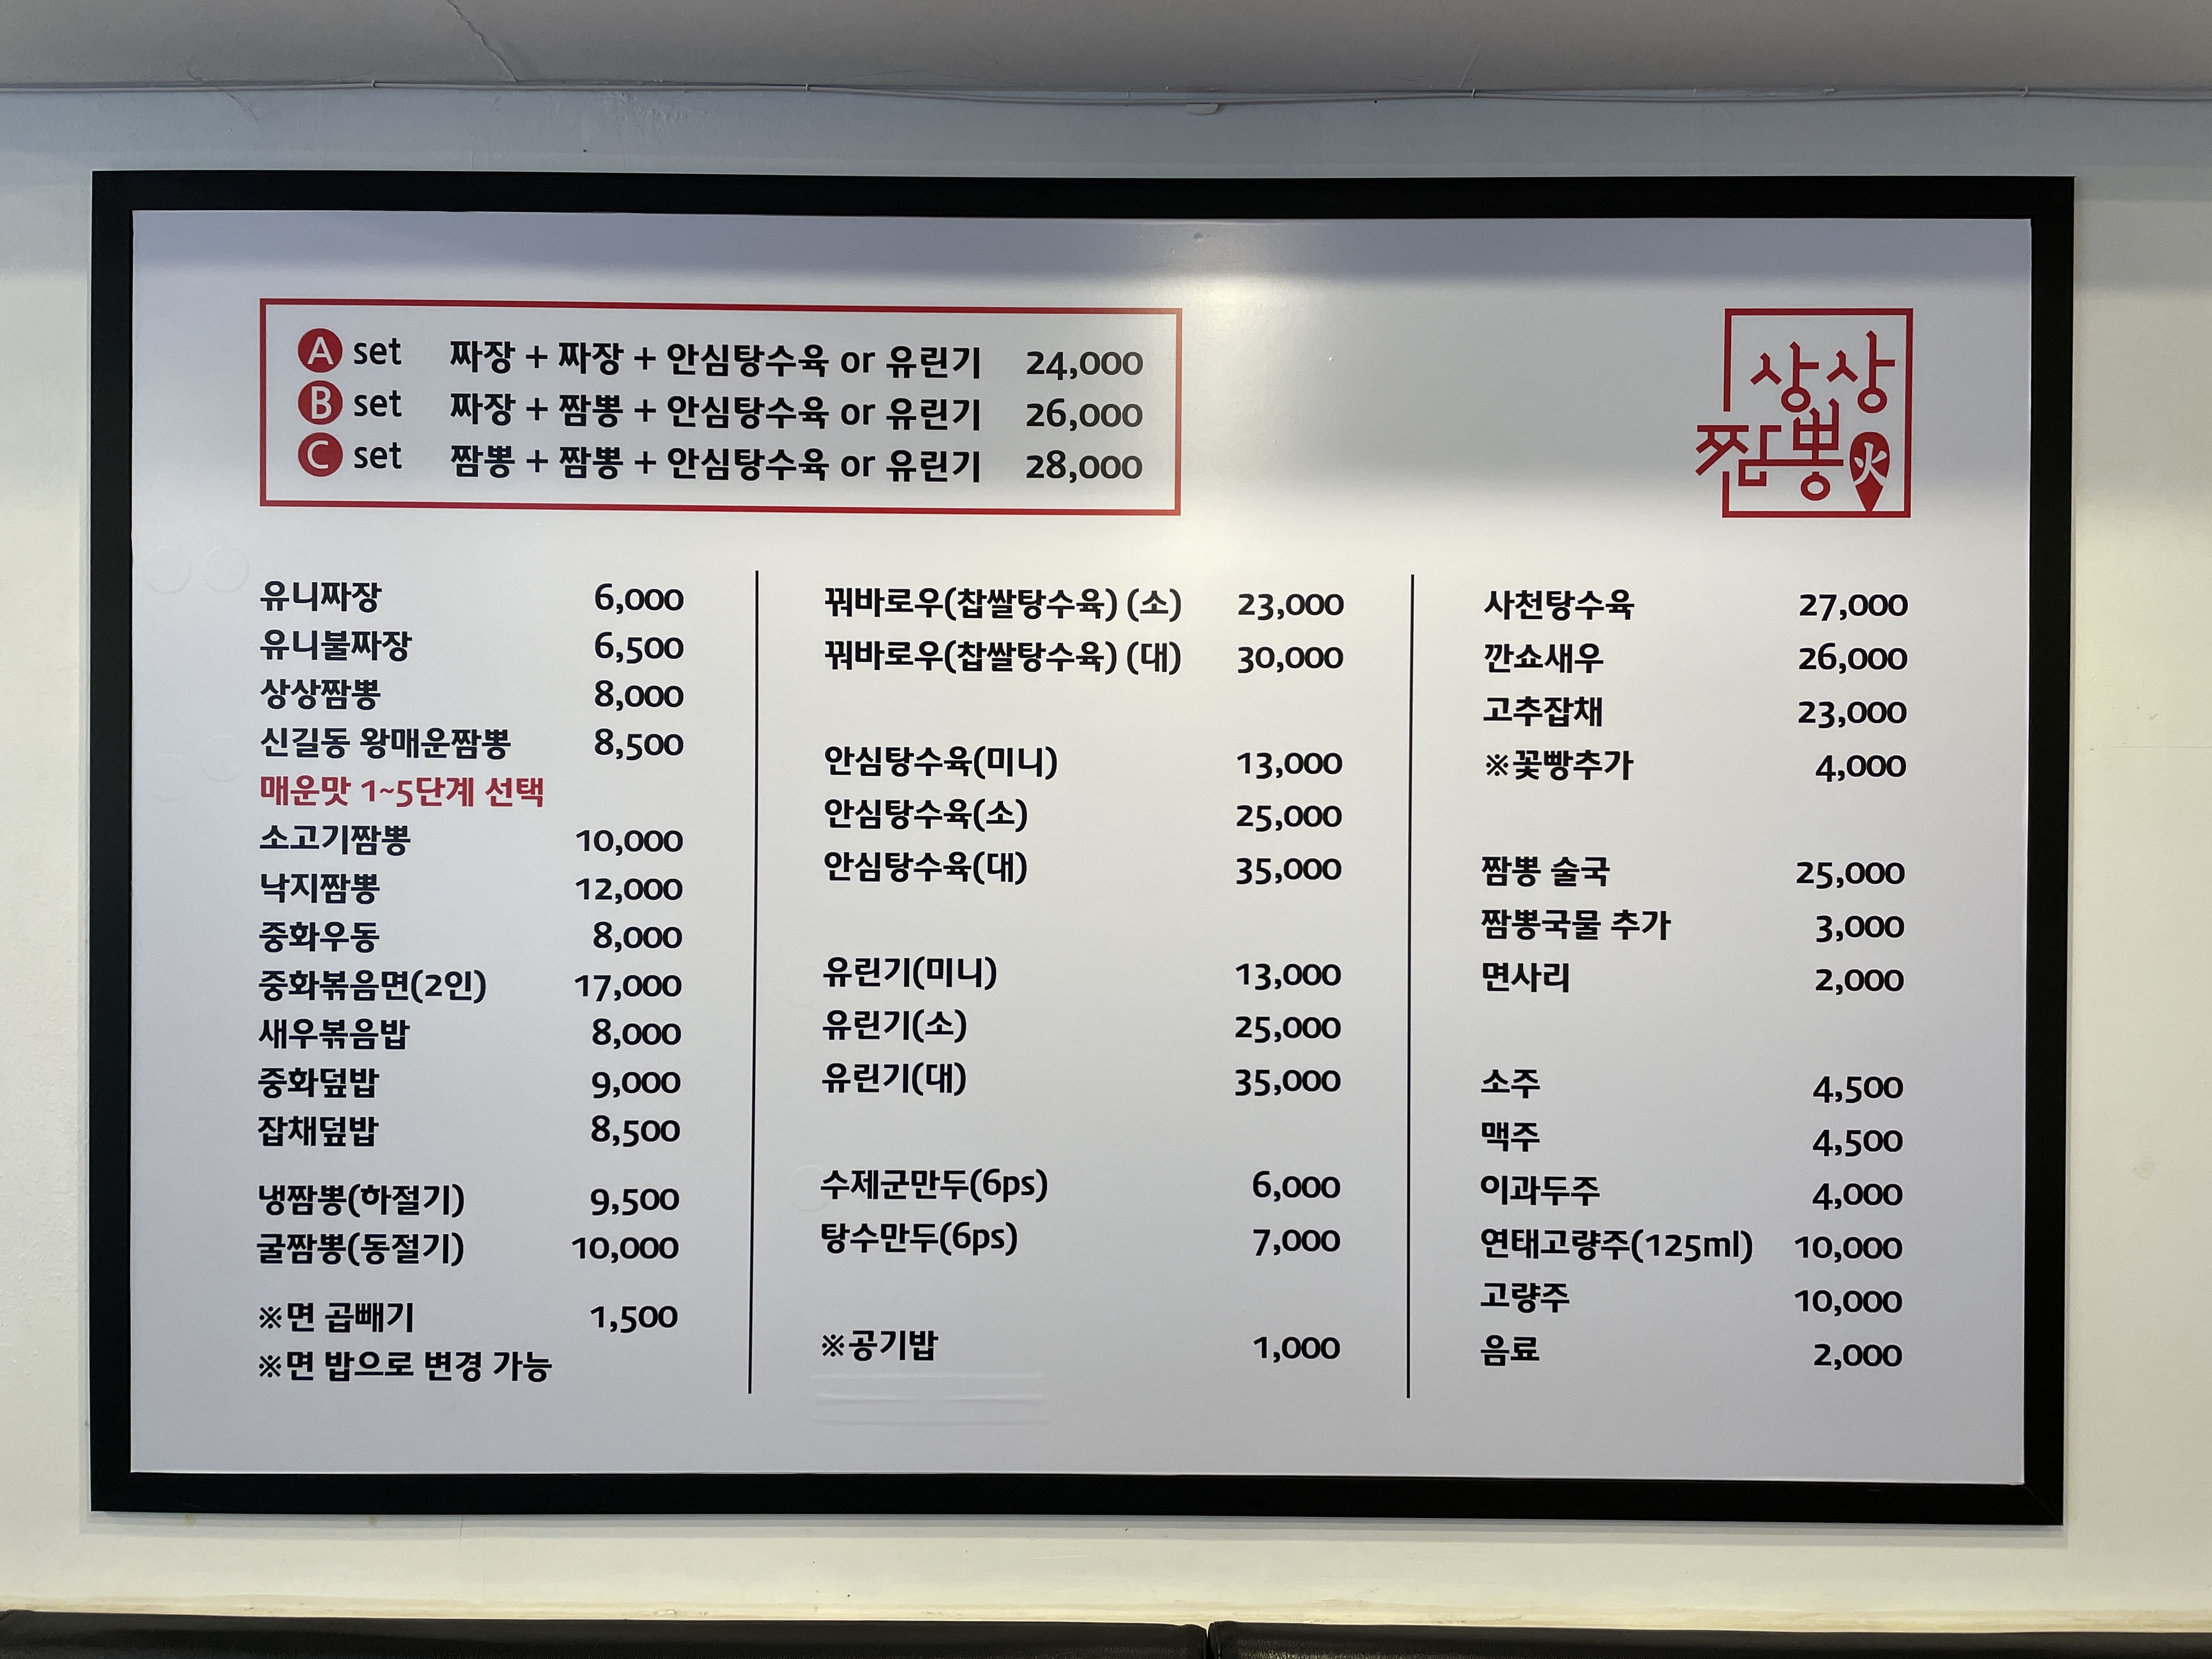 A set 짜장 + 짜장 + 안심탕수육 or 유린기 24,000
B set 짜장 + 짬뽕 + 안심탕수육 or 유린기 26,000
C set 짬뽕 + 짬뽕 + 안심탕수육 or 유린기 28,000
상상
짬뽕 火
유니짜장 6,000
유니불짜장 6,500
상상짬뽕 8,000
신길동 왕매운짬뽕 8,500
매운맛 1~5단계 선택
소고기짬뽕 10,000
낙지짬뽕 12,000
중화우동 8,000
중화볶음면(2인) 17,000
새우볶음밥 8,000
중화덮밥 9,000
잡채덮밥 8,500
냉짬뽕(하절기) 9,500
굴짬뽕(동절기) 10,000
※면 곱빼기 1,500
※면 밥으로 변경 가능
꿔바로우(찹쌀탕수육) (소) 23,000
꿔바로우(찹쌀탕수육) (대) 30,000
안심탕수육(미니) 13,000
안심탕수육(소) 25,000
안심탕수육(대) 35,000
유린기(미니) 13,000
유린기(소) 25,000
유린기(대) 35,000
수제군만두(6ps) 6,000
탕수만두(6ps) 7,000
※공기밥 1,000
사천탕수육 27,000
깐쇼새우 26,000
고추잡채 23,000
※꽃빵추가 4,000
짬뽕 술국 25,000
짬뽕국물 추가 3,000
면사리 2,000
소주 4,500
맥주 4,500
이과두주 4,000
연태고량주(125ml) 10,000
고량주 10,000
음료 2,000